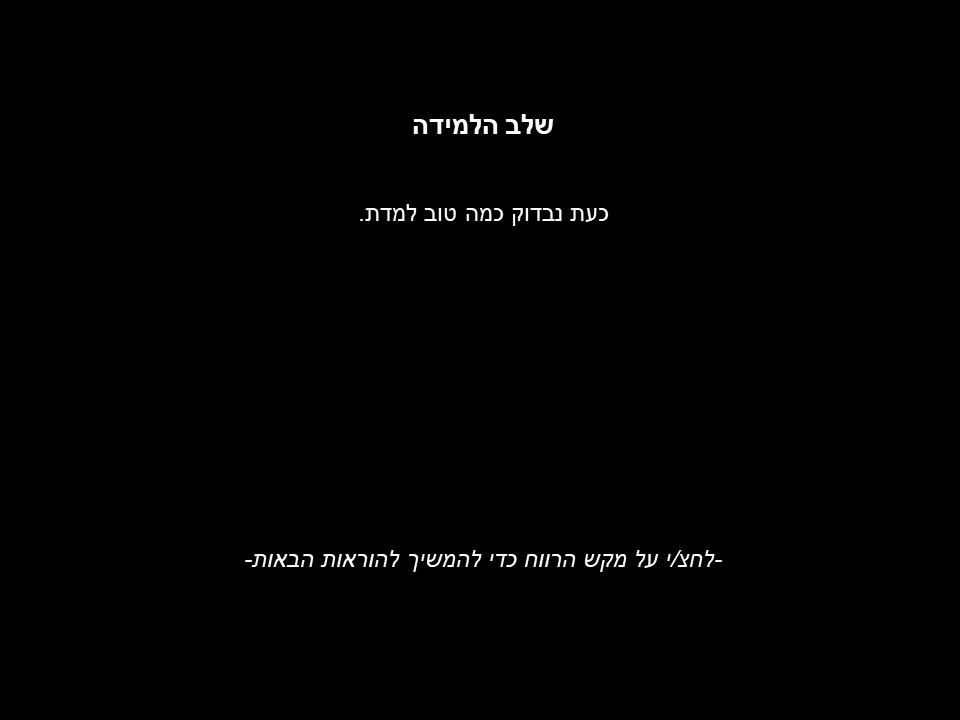 שלב הלמידה
כעת נבדוק כמה טוב למדת.
-לחצ/י על מקש הרווח כדי להמשיך להוראות הבאות-